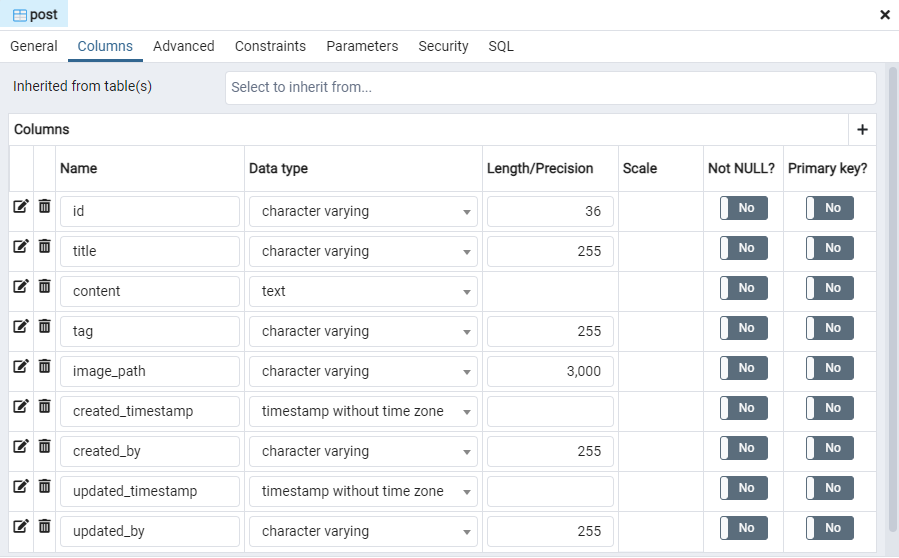 post
General Columns Advanced Constraints Parameters Security SQL
Inherited from table(s) Select to inherit from...
Columns
Name Data type Length/Precision Scale Not NULL? Primary key?
id character varying 36 No No
title character varying 255 No No
content text No No
tag character varying 255 No No
image_path character varying 3,000 No No
created_timestamp timestamp without time zone No No
created_by character varying 255 No No
updated_timestamp timestamp without time zone No No
updated_by character varying 255 No No